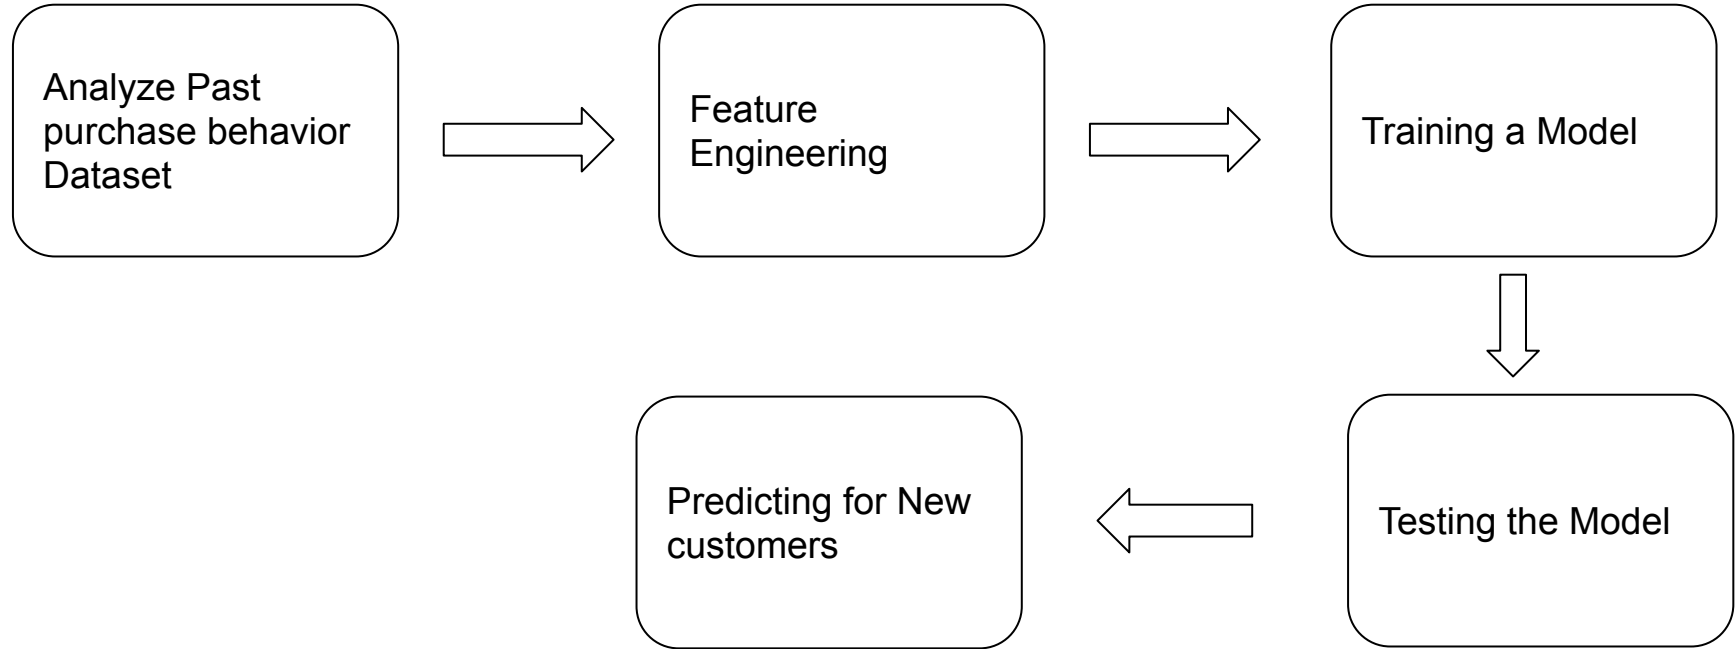 Analyze Past
purchase behavior
Dataset
Feature
Engineering
Training a Model
Testing the Model
Predicting for New
customers